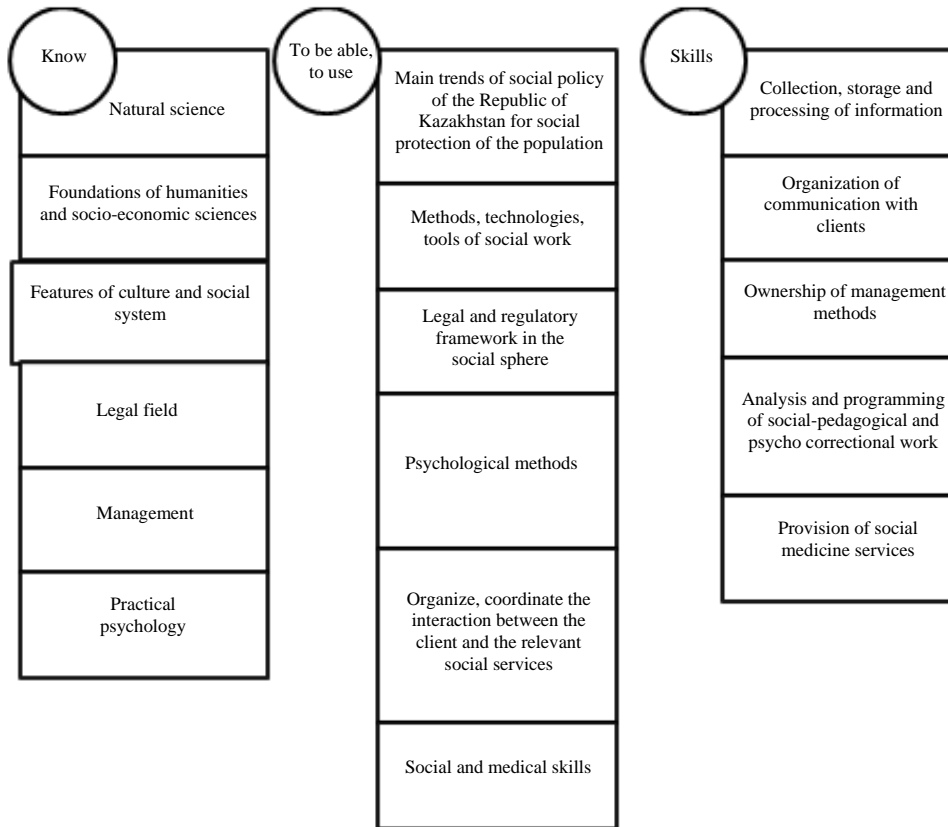 Know
Natural science
Foundations of humanities
and socio-economic sciences
Features of culture and social
system
Legal field
Management
Practical
psychology
To be able,
to use
Main trends of social policy
of the Republic of
Kazakhstan for social
protection of the population
Methods, technologies,
tools of social work
Legal and regulatory
framework in the
social sphere
Psychological methods
Organize, coordinate the
interaction between the
client and the relevant
social services
Social and medical skills
Skills
Collection, storage and
processing of information
Organization of
communication with
clients
Ownership of management
methods
Analysis and programming
of social-pedagogical and
psycho correctional work
Provision of social
medicine services